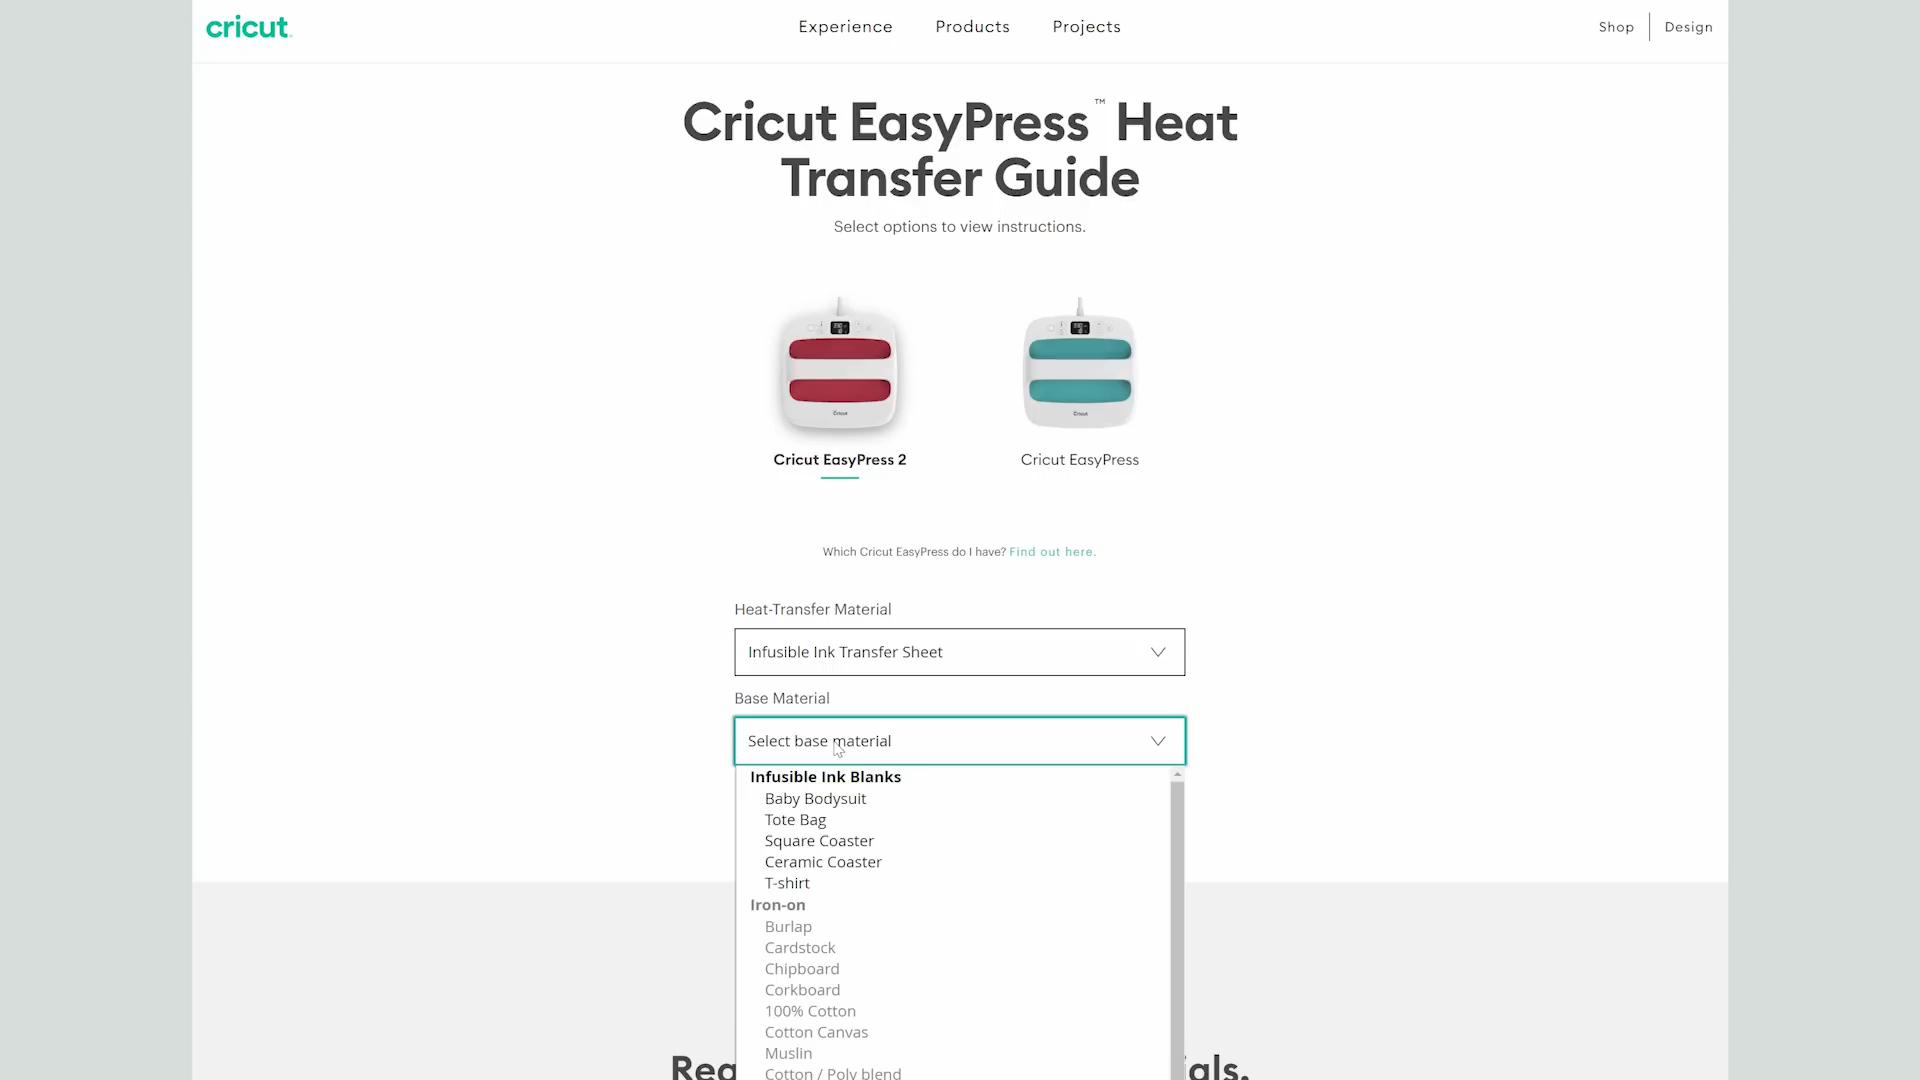 cricut
Experience
Products
Projects
Shop
Design
Cricut EasyPress™ Heat
Transfer Guide
Select options to view instructions.
Cricut
Cricut
Cricut EasyPress 2
Cricut EasyPress
Which Cricut EasyPress do I have? Find out here.
Heat-Transfer Material
Infusible Ink Transfer Sheet
Base Material
Select base material
Infusible Ink Blanks
Baby Bodysuit
Tote Bag
Square Coaster
Ceramic Coaster
T-shirt
Iron-on
Burlap
Cardstock
Chipboard
Corkboard
100% Cotton
Cotton Canvas
Muslin
Cotton / Poly blend